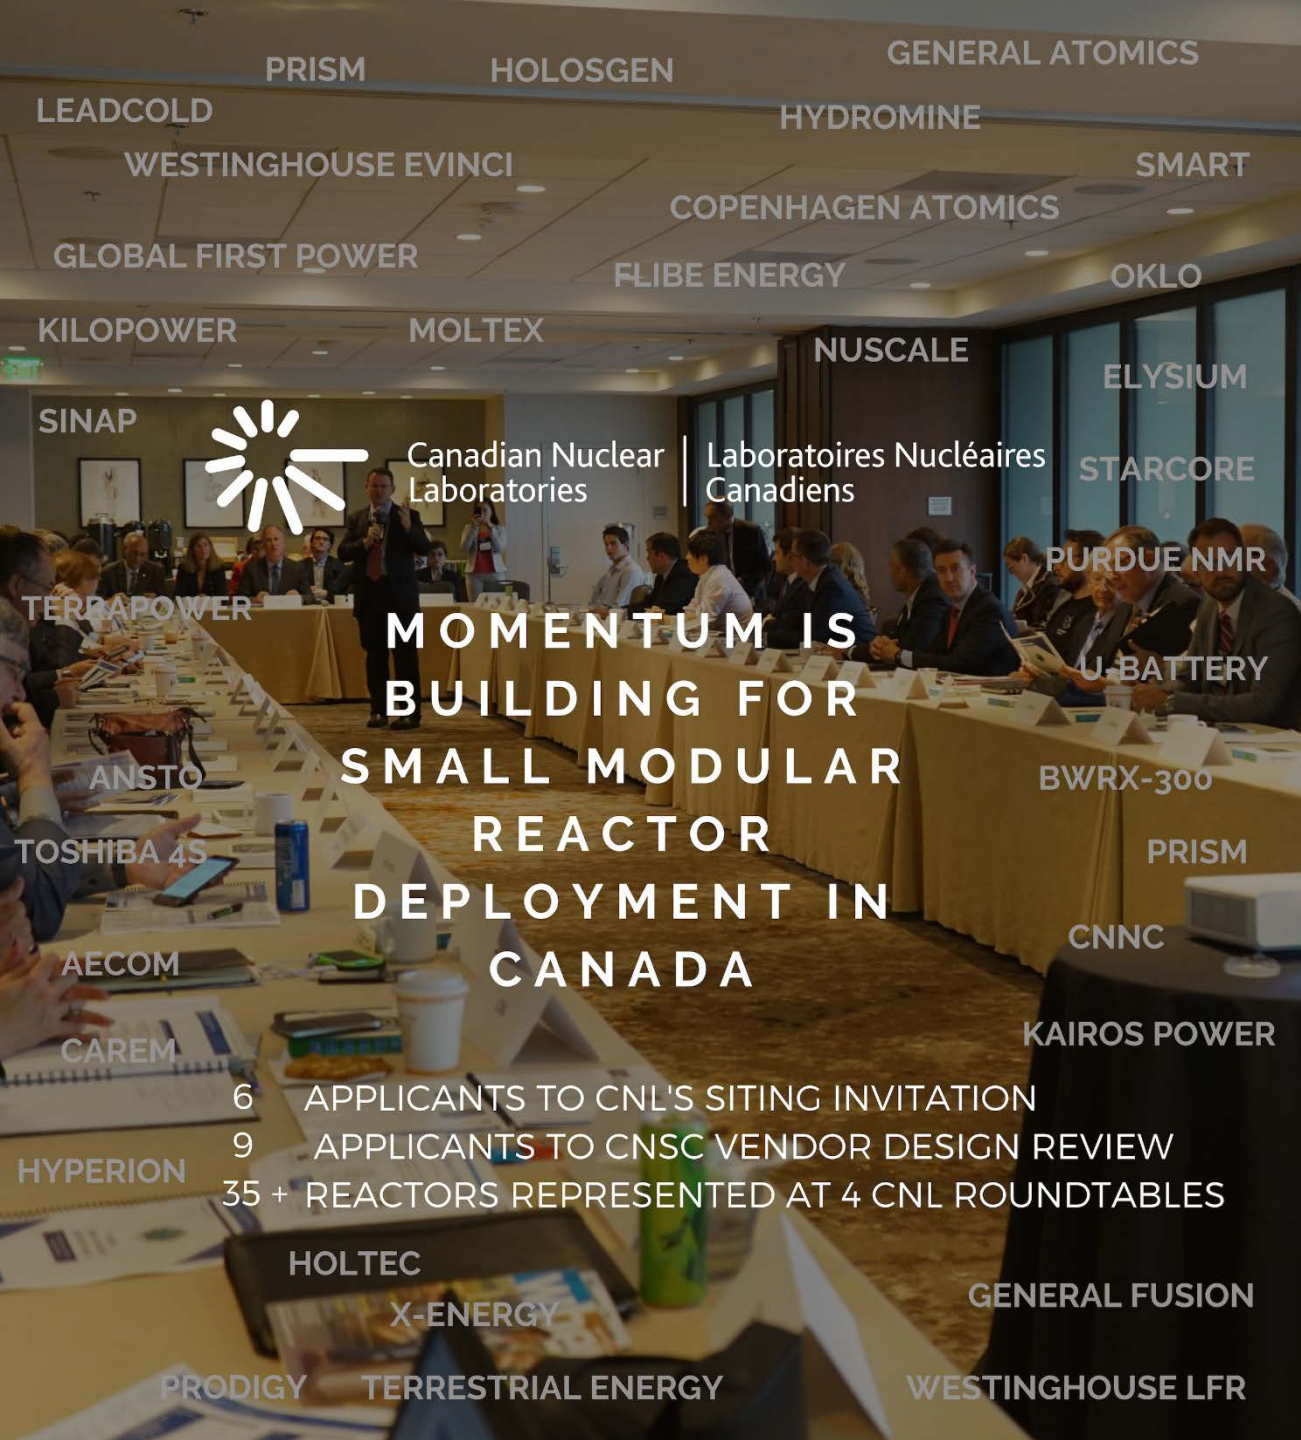 PRISM
HOLOSGEN
GENERAL ATOMICS
LEADCOLD
HYDROMINE
WESTINGHOUSE EVINCI
SMART
COPENHAGEN ATOMICS
GLOBAL FIRST POWER
FLIBE ENERGY
OKLO
KILOPOWER
MOLTEX
NUSCALE
ELYSIUM
SINAP
Canadian Nuclear
Laboratories
Laboratoires Nucléaires
Canadiens
STARCORE
PURDUE NMR
TERRAPOWER
MOMENTUM IS
BUILDING FOR
SMALL MODULAR
REACTOR
DEPLOYMENT IN
CANADA
U-BATTERY
ANSTO
BWRX-300
TOSHIBA 4S
PRISM
CNNC
AECOM
KAIROS POWER
CAREM
6 APPLICANTS TO CNL'S SITING INVITATION
9 APPLICANTS TO CNSC VENDOR DESIGN REVIEW
35 + REACTORS REPRESENTED AT 4 CNL ROUNDTABLES
HYPERION
HOLTEC
GENERAL FUSION
X-ENERGY
PRODIGY
TERRESTRIAL ENERGY
WESTINGHOUSE LFR